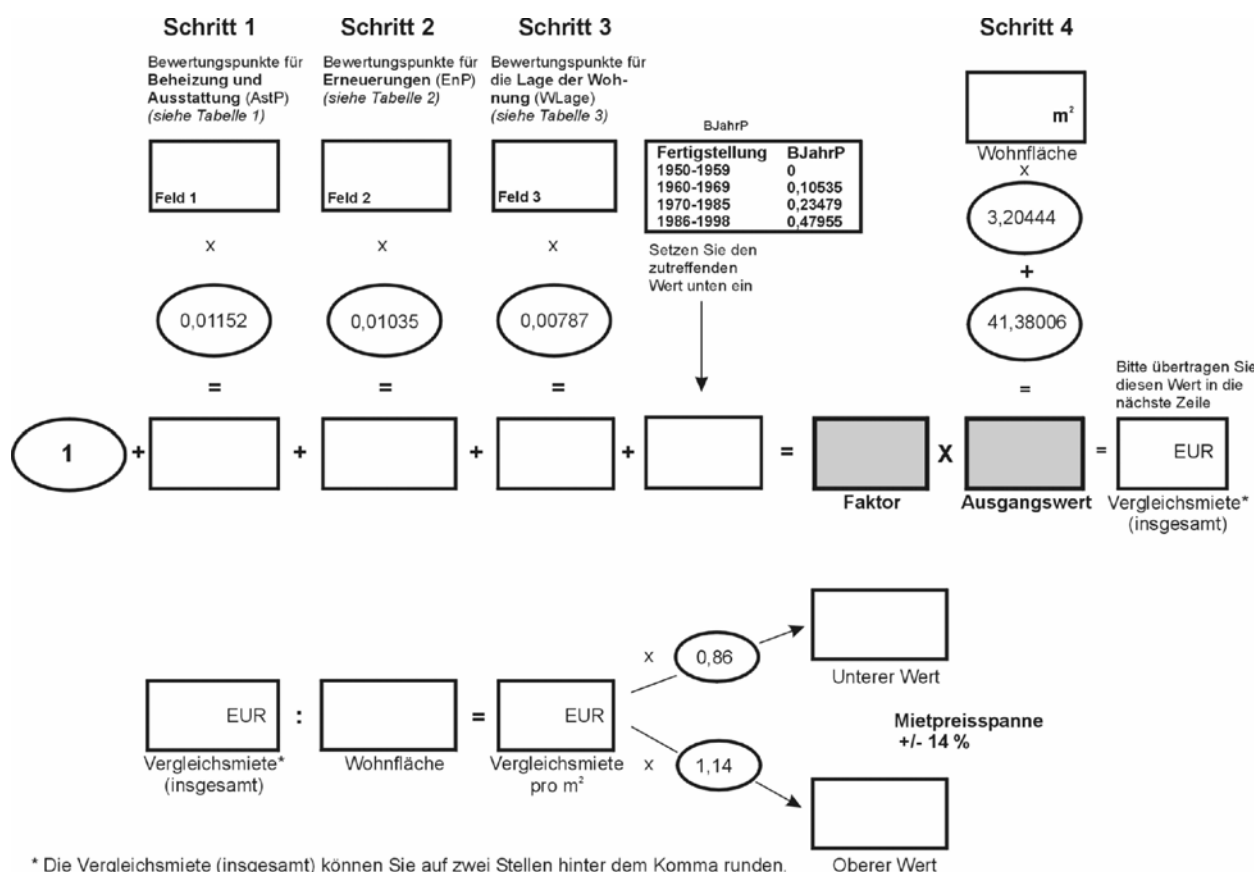 Schritt 1
Schritt 2
Schritt 3
Schritt 4
Bewertungspunkte für
Beheizung und
Ausstattung (AstP)
(siehe Tabelle 1)
Bewertungspunkte für
Erneuerungen (EnP)
(siehe Tabelle 2)
Bewertungspunkte für
die Lage der Woh-
nung (WLage)
(siehe Tabelle 3)
Feld 1
Feld 2
Feld 3
BJahrP
Fertigstellung BJahrP
1950-1959 0
1960-1969 0,10535
1970-1985 0,23479
1986-1998 0,47955
Setzen Sie den
zutreffenden
Wert unten ein
m²
Wohnfläche
x
3,20444
+
41,38006
=
x x x
0,01152 0,01035 0,00787
= = =
Bitte übertragen Sie
diesen Wert in die
nächste Zeile
1 + + + + = X = EUR
Faktor
Ausgangswert
Vergleichsmiete*
(insgesamt)
EUR : = EUR
Vergleichsmiete*
(insgesamt)
Wohnfläche
Vergleichsmiete
pro m²
x 0,86
Unterer Wert
Mietpreisspanne
+/- 14 %
x 1,14
Oberer Wert
* Die Vergleichsmiete (insgesamt) können Sie auf zwei Stellen hinter dem Komma runden.